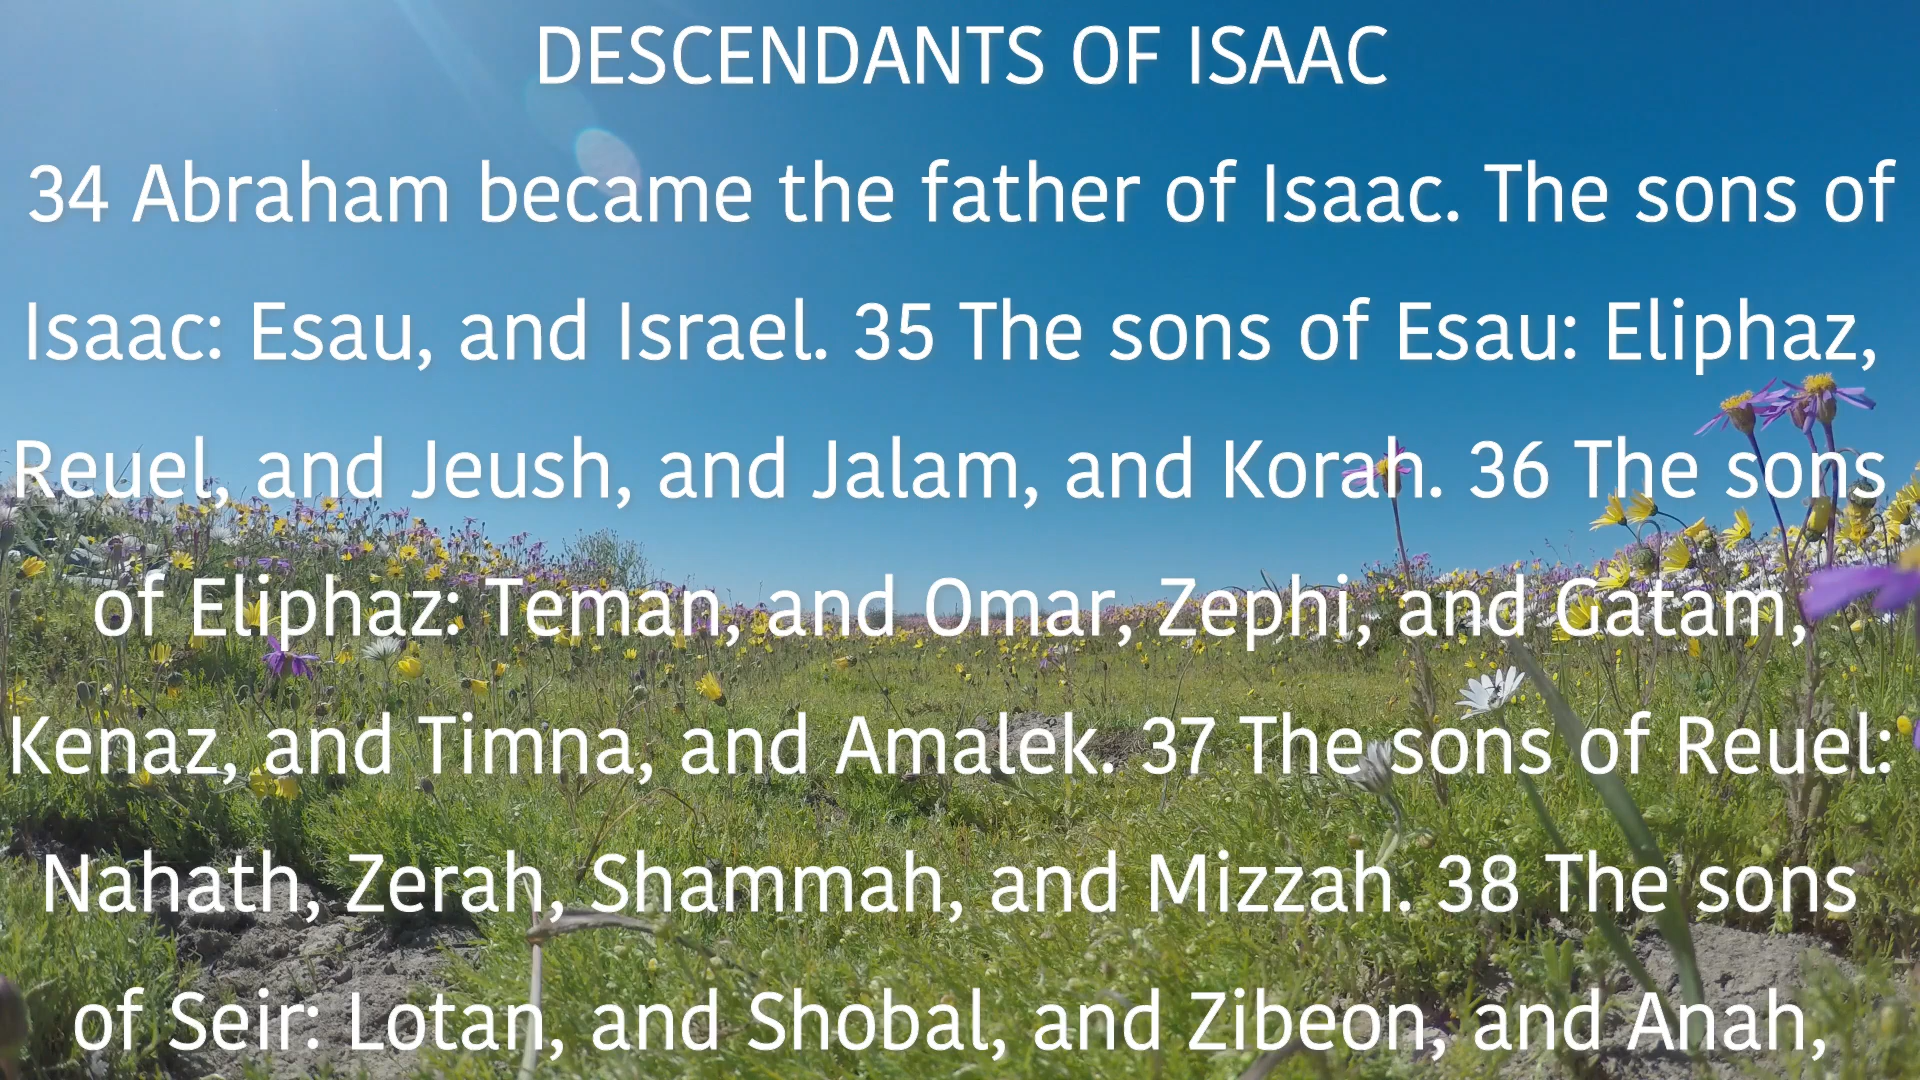 DESCENDANTS OF ISAAC
34 Abraham became the father of Isaac. The sons of
Isaac: Esau, and Israel. 35 The sons of Esau: Eliphaz,
Reuel, and Jeush, and Jalam, and Korah. 36 The sons
of Eliphaz: Teman, and Omar, Zephi, and Gatam,
Kenaz, and Timna, and Amalek. 37 The sons of Reuel:
Nahath, Zerah, Shammah, and Mizzah. 38 The sons
of Seir: Lotan, and Shobal, and Zibeon, and Anah,